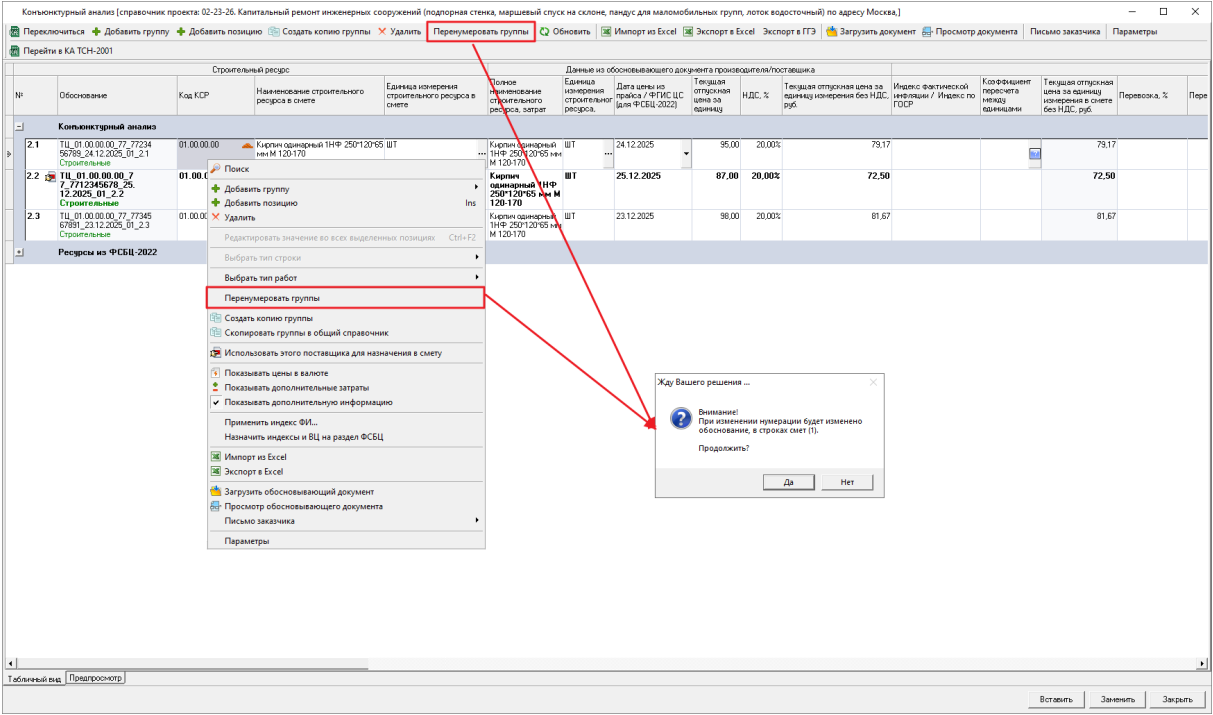 Конъюнктурный анализ [справочник проекта: 02-23-26. Капитальный ремонт инженерных сооружений (подпорная стенка, маршевый спуск на склоне, пандус для маломобильных групп, лоток водосточный) по адресу Москва,]
Переключиться Добавить группу Добавить позицию Создать копию группы Удалить Перенумеровать группы Обновить Импорт из Excel Экспорт в Excel Экспорт в ГГЭ Загрузить документ Просмотр документа Письмо заказчика Параметры
Перейти в КА ТСН-2001
Строительный ресурс Данные из обосновывающего документа производителя/поставщика
№ Обоснование Код КСР
Наименование строительного
ресурса в смете
Единица измерения
строительного ресурса в
смете
Полное
наименование
строительного
ресурса, затрат
Единица
измерения
строительног
ресурса,
Дата цены из
прайса / ФГИС ЦС
(для ФСБЦ-2022)
Текущая
отпускная
цена за
единицу
НДС, %
Текущая отпускная цена за
единицу измерения без НДС,
руб.
Индекс фактической
инфляции / Индекс по
ГОСР
Коэффициент
пересчета
между
единицами
Текущая отпускная
цена за единицу
измерения в смете
без НДС, руб.
Перевозка, %
Пере
Конъюнктурный анализ
2.1
ТЦ_01.00.00.00_77_77234
56789_24.12.2025_01_2.1
Строительные
01.00.00.00
Кирпич одинарный 1НФ 250*120*65
мм М 120-170
ШТ
...
Кирпич одинарный
1НФ 250*120*65 мм
М 120-170
ШТ
...
24.12.2025
95,00
20,00%
79,17
79,17
2.2
ТЦ_01.00.00.00_7
7_7712345678_25.
12.2025_01_2.2
Строительные
01.00.0
Кирпич
одинарный 1НФ
250*120*65 мм М
120-170
ШТ
25.12.2025
87,00
20,00%
72,50
72,50
2.3
ТЦ_01.00.00.00_77_77345
67891_23.12.2025_01_2.3
Строительные
01.00.00
Кирпич одинарный
1НФ 250*120*65 мм
М 120-170
ШТ
23.12.2025
98,00
20,00%
81,67
81,67
Ресурсы из ФСБЦ-2022
Поиск
Добавить группу
Добавить позицию Ins
Удалить
Редактировать значение во всех выделенных позициях Ctrl+F2
Выбрать тип строки
Выбрать тип работ
Перенумеровать группы
Создать копию группы
Скопировать группы в общий справочник
Использовать этого поставщика для назначения в смету
Показывать цены в валюте
Показывать дополнительные затраты
Показывать дополнительную информацию
Применить индекс ФИ...
Назначить индексы и ВЦ на раздел ФСБЦ
Импорт из Excel
Экспорт в Excel
Загрузить обосновывающий документ
Просмотр обосновывающего документа
Письмо заказчика
Параметры
Жду Вашего решения ...
Внимание!
При изменении нумерации будет изменено
обоснование, в строках смет (1).
Продолжить?
Да Нет
Табличный вид Предпросмотр
Вставить Заменить Закрыть